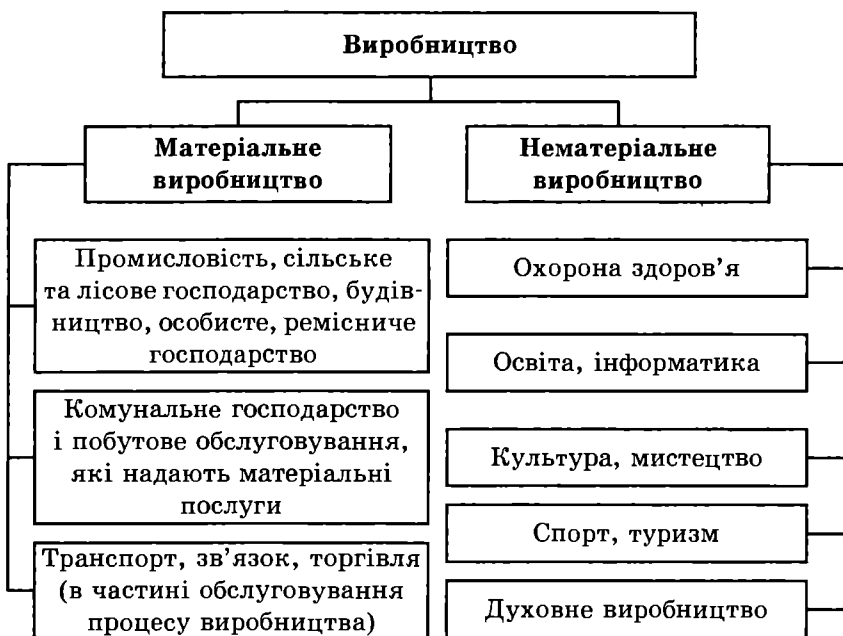 Виробництво
Матеріальне
виробництво
Промисловість, сільське
та лісове господарство, будів-
ництво, особисте, ремісниче
господарство
Комунальне господарство
і побутове обслуговування,
які надають матеріальні
послуги
Транспорт, зв'язок, торгівля
(в частині обслуговування
процесу виробництва)
Нематеріальне
виробництво
Охорона здоров'я
Освіта, інформатика
Культура, мистецтво
Спорт, туризм
Духовне виробництво